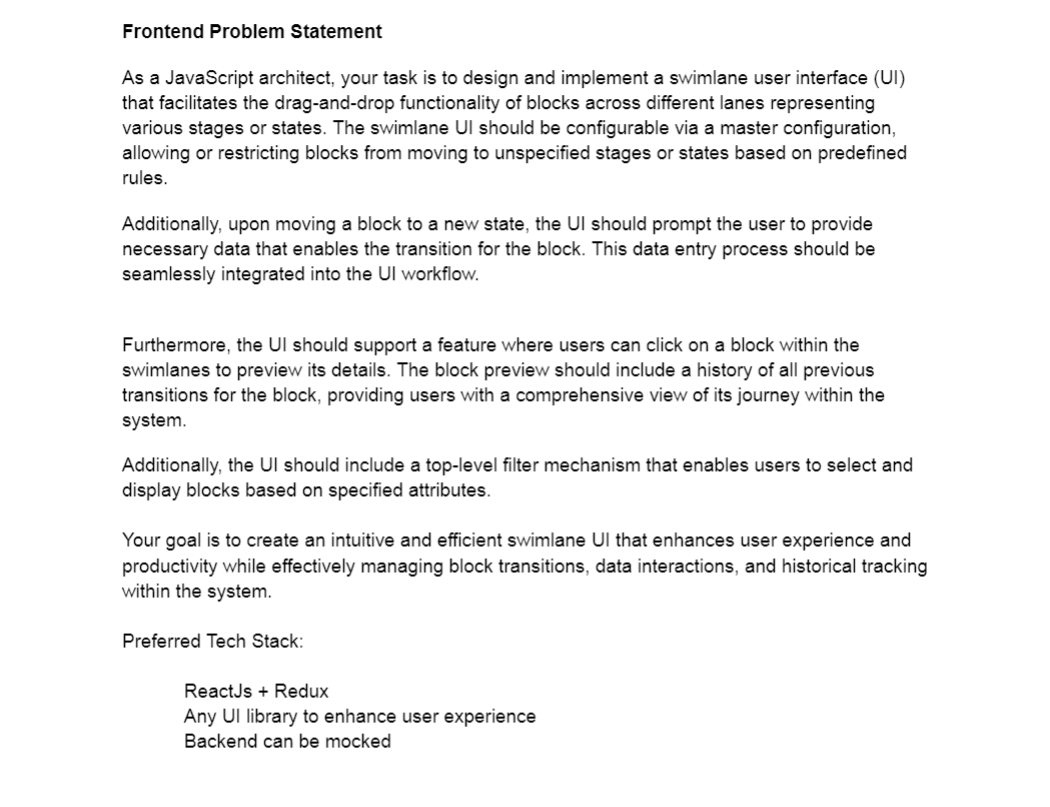 Frontend Problem Statement
As a JavaScript architect, your task is to design and implement a swimlane user interface (UI)
that facilitates the drag-and-drop functionality of blocks across different lanes representing
various stages or states. The swimlane UI should be configurable via a master configuration,
allowing or restricting blocks from moving to unspecified stages or states based on predefined
rules.
Additionally, upon moving a block to a new state, the UI should prompt the user to provide
necessary data that enables the transition for the block. This data entry process should be
seamlessly integrated into the UI workflow.
Furthermore, the UI should support a feature where users can click on a block within the
swimlanes to preview its details. The block preview should include a history of all previous
transitions for the block, providing users with a comprehensive view of its journey within the
system.
Additionally, the UI should include a top-level filter mechanism that enables users to select and
display blocks based on specified attributes.
Your goal is to create an intuitive and efficient swimlane UI that enhances user experience and
productivity while effectively managing block transitions, data interactions, and historical tracking
within the system.
Preferred Tech Stack:
ReactJs + Redux
Any UI library to enhance user experience
Backend can be mocked